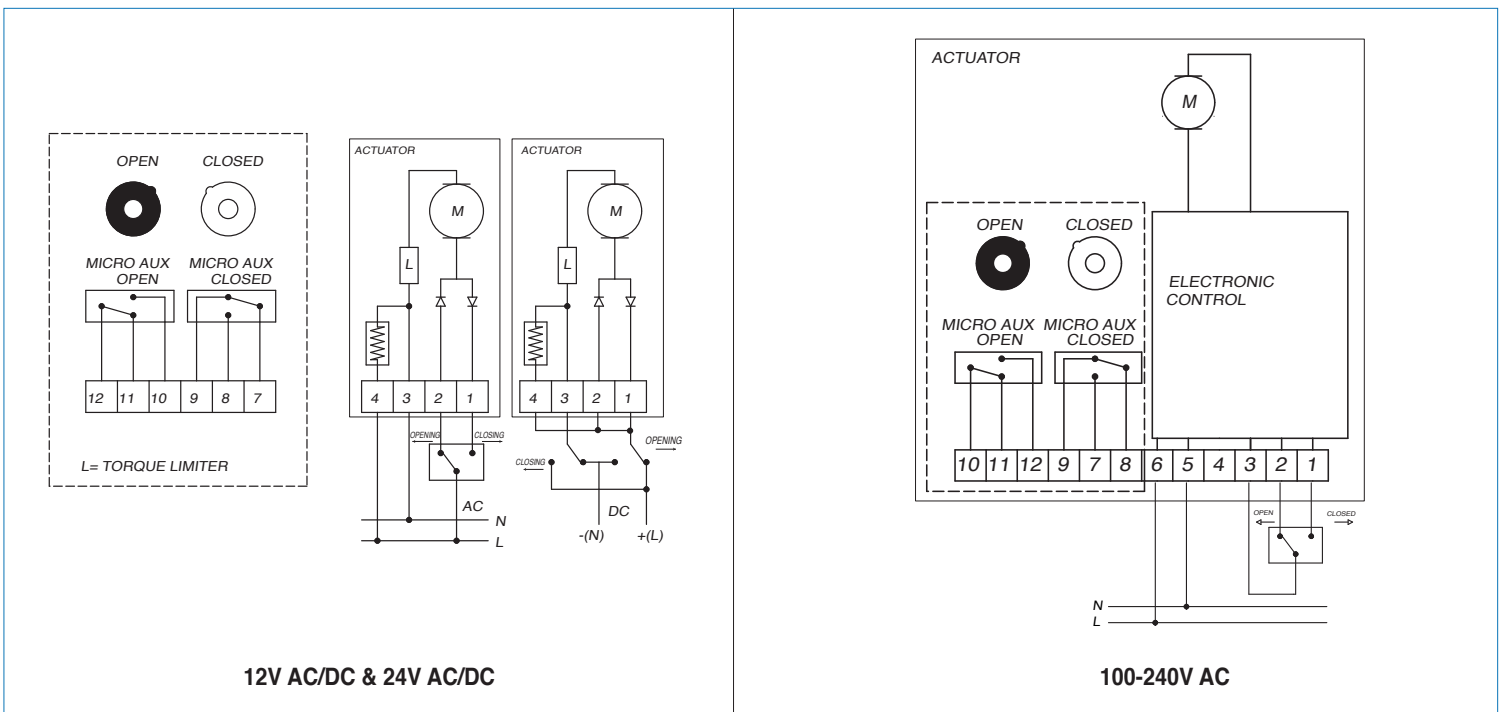 OPEN CLOSED
MICRO AUX OPEN MICRO AUX CLOSED
12 11 10 9 8 7
L= TORQUE LIMITER
ACTUATOR
M
L
4 3 2 1
OPENING CLOSING
AC
N
L
ACTUATOR
M
L
4 3 2 1
OPENING
CLOSING
DC
-(N) +(L)
12V AC/DC & 24V AC/DC
ACTUATOR
M
OPEN CLOSED
MICRO AUX OPEN MICRO AUX CLOSED
ELECTRONIC
CONTROL
10 11 12 9 7 8 6 5 4 3 2 1
OPEN CLOSED
N
L
100-240V AC